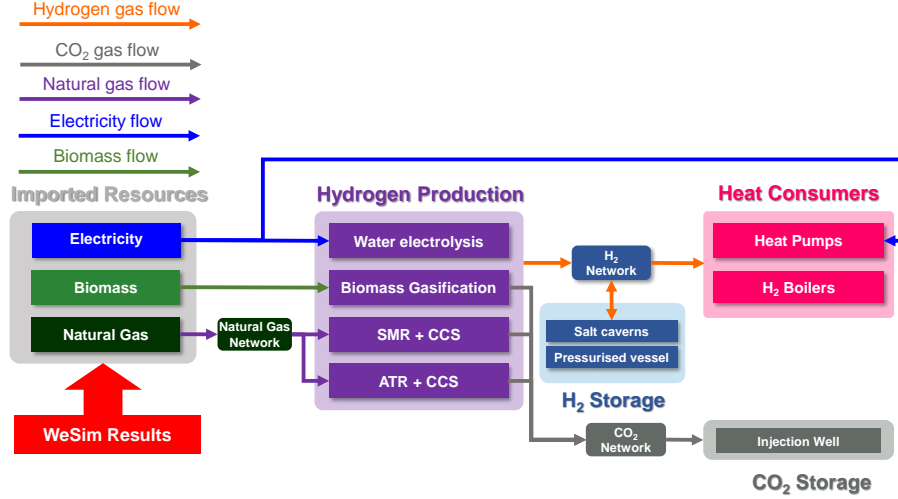 Hydrogen gas flow
CO₂ gas flow
Natural gas flow
Electricity flow
Biomass flow
Imported Resources
Electricity
Biomass
Natural Gas
WeSim Results
Natural Gas
Network
Hydrogen Production
Water electrolysis
Biomass Gasification
SMR + CCS
ATR + CCS
H₂
Network
Salt caverns
Pressurised vessel
H₂ Storage
CO₂
Network
Heat Consumers
Heat Pumps
H₂ Boilers
Injection Well
CO₂ Storage